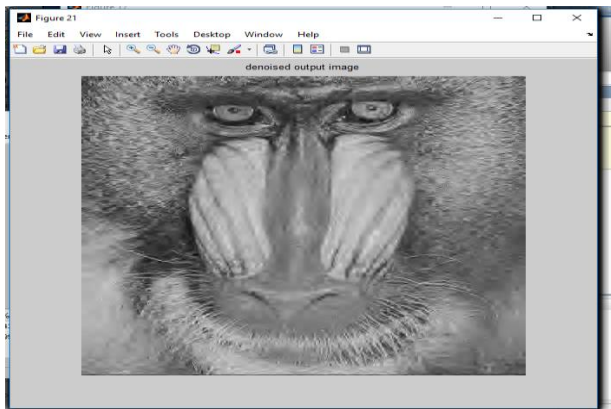 Figure 21
File Edit View Insert Tools Desktop Window Help
denoised output image